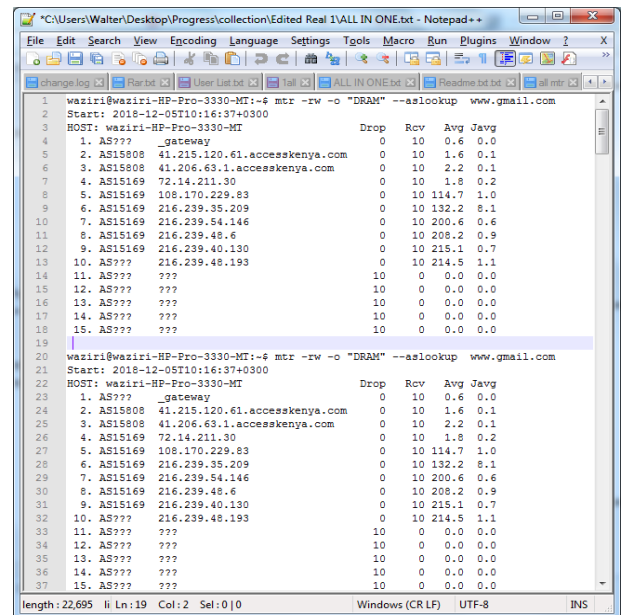 *C:\Users\Walter\Desktop\Progress\collection\Edited Real 1\ALL IN ONE.txt - Notepad++
File Edit Search View Encoding Language Settings Tools Macro Run Plugins Window ? X
change.log Rar.txt User List.txt 1all ALL IN ONE.txt Readme.txt.txt all mtr
1 waziri@waziri-HP-Pro-3330-MT:~$ mtr -rw -o "DRAM" --aslookup www.gmail.com
2 Start: 2018-12-05T10:16:37+0300
3 HOST: waziri-HP-Pro-3330-MT Drop Rcv Avg Javg
4 1. AS??? _gateway 0 10 0.6 0.0
5 2. AS15808 41.215.120.61.accesskenya.com 0 10 1.6 0.1
6 3. AS15808 41.206.63.1.accesskenya.com 0 10 2.2 0.1
7 4. AS15169 72.14.211.30 0 10 1.8 0.2
8 5. AS15169 108.170.229.83 0 10 114.7 1.0
9 6. AS15169 216.239.35.209 0 10 132.2 8.1
10 7. AS15169 216.239.54.146 0 10 200.6 0.6
11 8. AS15169 216.239.48.6 0 10 208.2 0.9
12 9. AS15169 216.239.40.130 0 10 215.1 0.7
13 10. AS??? 216.239.48.193 0 10 214.5 1.1
14 11. AS??? ??? 10 0 0.0 0.0
15 12. AS??? ??? 10 0 0.0 0.0
16 13. AS??? ??? 10 0 0.0 0.0
17 14. AS??? ??? 10 0 0.0 0.0
18 15. AS??? ??? 10 0 0.0 0.0
19
20 waziri@waziri-HP-Pro-3330-MT:~$ mtr -rw -o "DRAM" --aslookup www.gmail.com
21 Start: 2018-12-05T10:16:37+0300
22 HOST: waziri-HP-Pro-3330-MT Drop Rcv Avg Javg
23 1. AS??? _gateway 0 10 0.6 0.0
24 2. AS15808 41.215.120.61.accesskenya.com 0 10 1.6 0.1
25 3. AS15808 41.206.63.1.accesskenya.com 0 10 2.2 0.1
26 4. AS15169 72.14.211.30 0 10 1.8 0.2
27 5. AS15169 108.170.229.83 0 10 114.7 1.0
28 6. AS15169 216.239.35.209 0 10 132.2 8.1
29 7. AS15169 216.239.54.146 0 10 200.6 0.6
30 8. AS15169 216.239.48.6 0 10 208.2 0.9
31 9. AS15169 216.239.40.130 0 10 215.1 0.7
32 10. AS??? 216.239.48.193 0 10 214.5 1.1
33 11. AS??? ??? 10 0 0.0 0.0
34 12. AS??? ??? 10 0 0.0 0.0
35 13. AS??? ??? 10 0 0.0 0.0
36 14. AS??? ??? 10 0 0.0 0.0
37 15. AS??? ??? 10 0 0.0 0.0
length : 22,695 li Ln : 19 Col : 2 Sel : 0 | 0 Windows (CR LF) UTF-8 INS